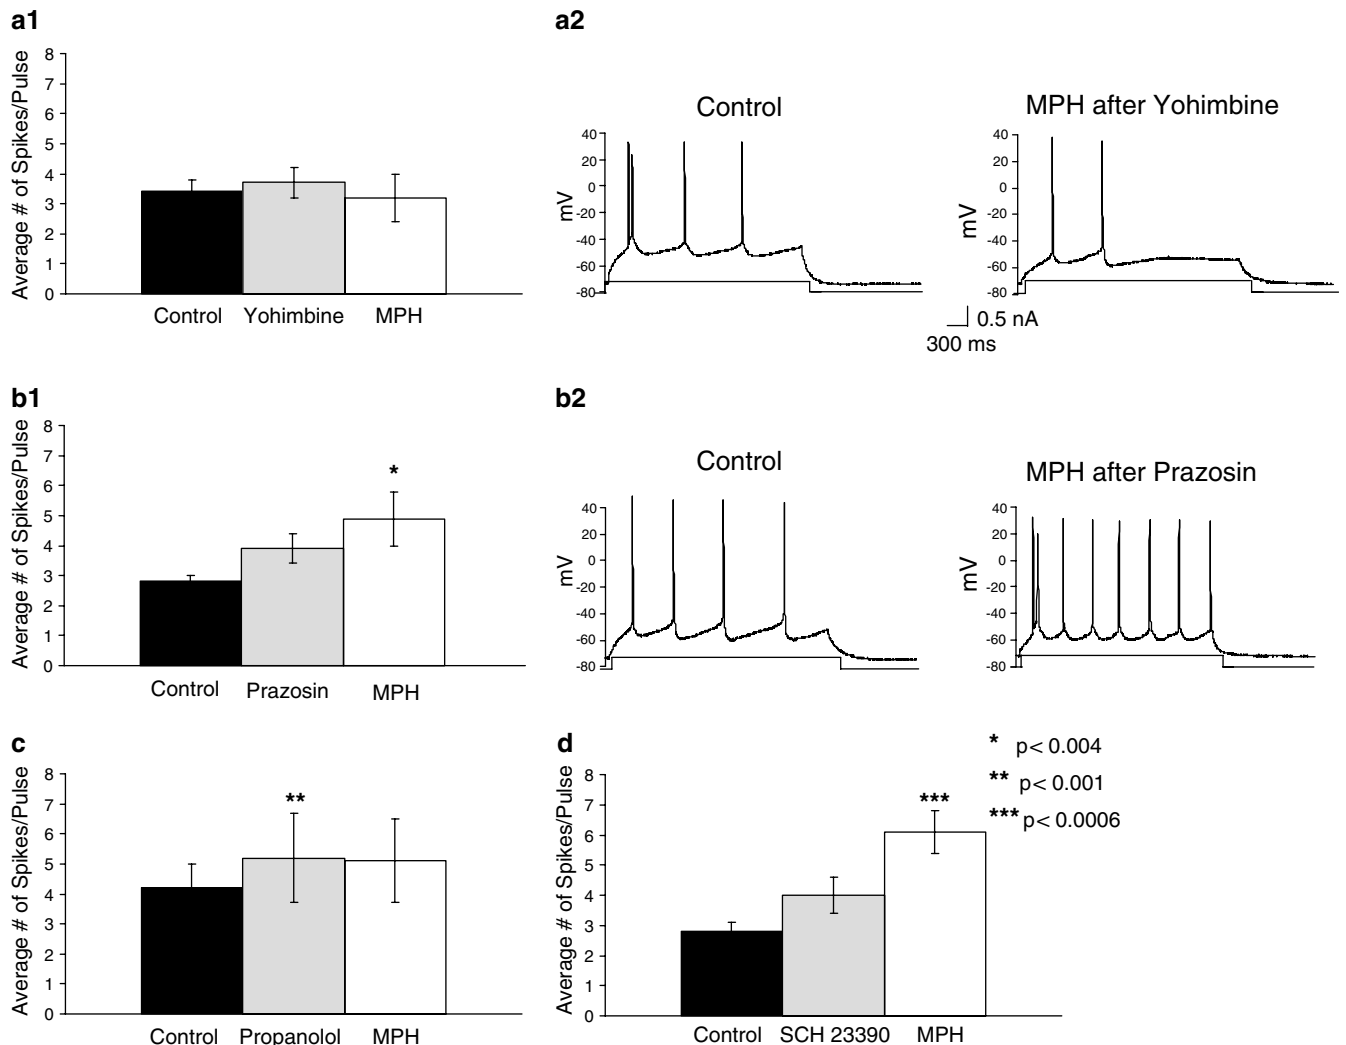 a1
Average # of Spikes/Pulse
8
7
6
5
4
3
2
1
0
Control Yohimbine MPH
a2
Control
mV
40
20
0
-20
-40
-60
-80
MPH after Yohimbine
mV
40
20
0
-20
-40
-60
-80
0.5 nA
300 ms
b1
Average # of Spikes/Pulse
8
7
6
5
4
3
2
1
0
*
Control Prazosin MPH
b2
Control
mV
40
20
0
-20
-40
-60
-80
MPH after Prazosin
mV
40
20
0
-20
-40
-60
-80
c
Average # of Spikes/Pulse
8
7
6
5
4
3
2
1
0
**
Control Propanolol MPH
d
Average # of Spikes/Pulse
8
7
6
5
4
3
2
1
0
***
Control SCH 23390 MPH
* p< 0.004
** p< 0.001
*** p< 0.0006